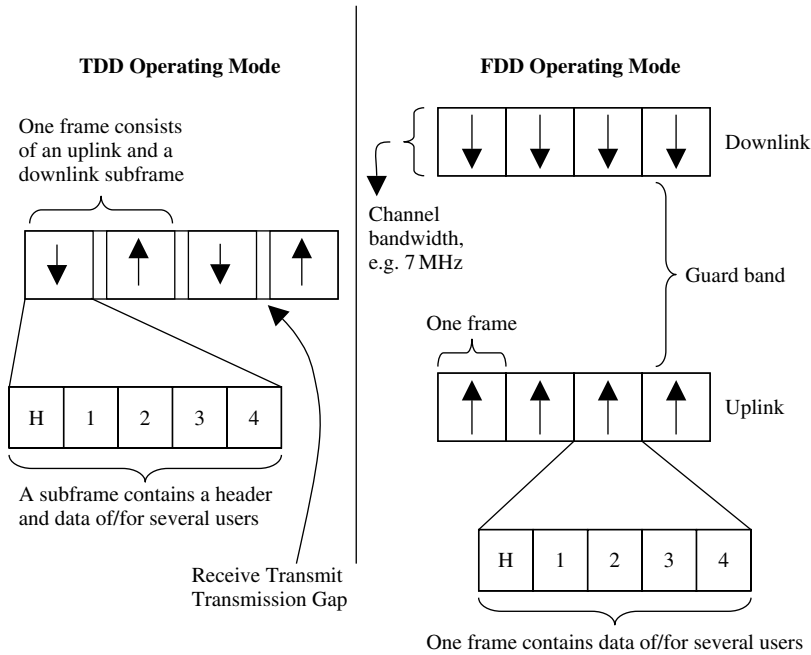 TDD Operating Mode
One frame consists
of an uplink and a
downlink subframe
H 1 2 3 4
A subframe contains a header
and data of/for several users
Receive Transmit
Transmission Gap
FDD Operating Mode
Downlink
Channel
bandwidth,
e.g. 7 MHz
Guard band
One frame
Uplink
H 1 2 3 4
One frame contains data of/for several users